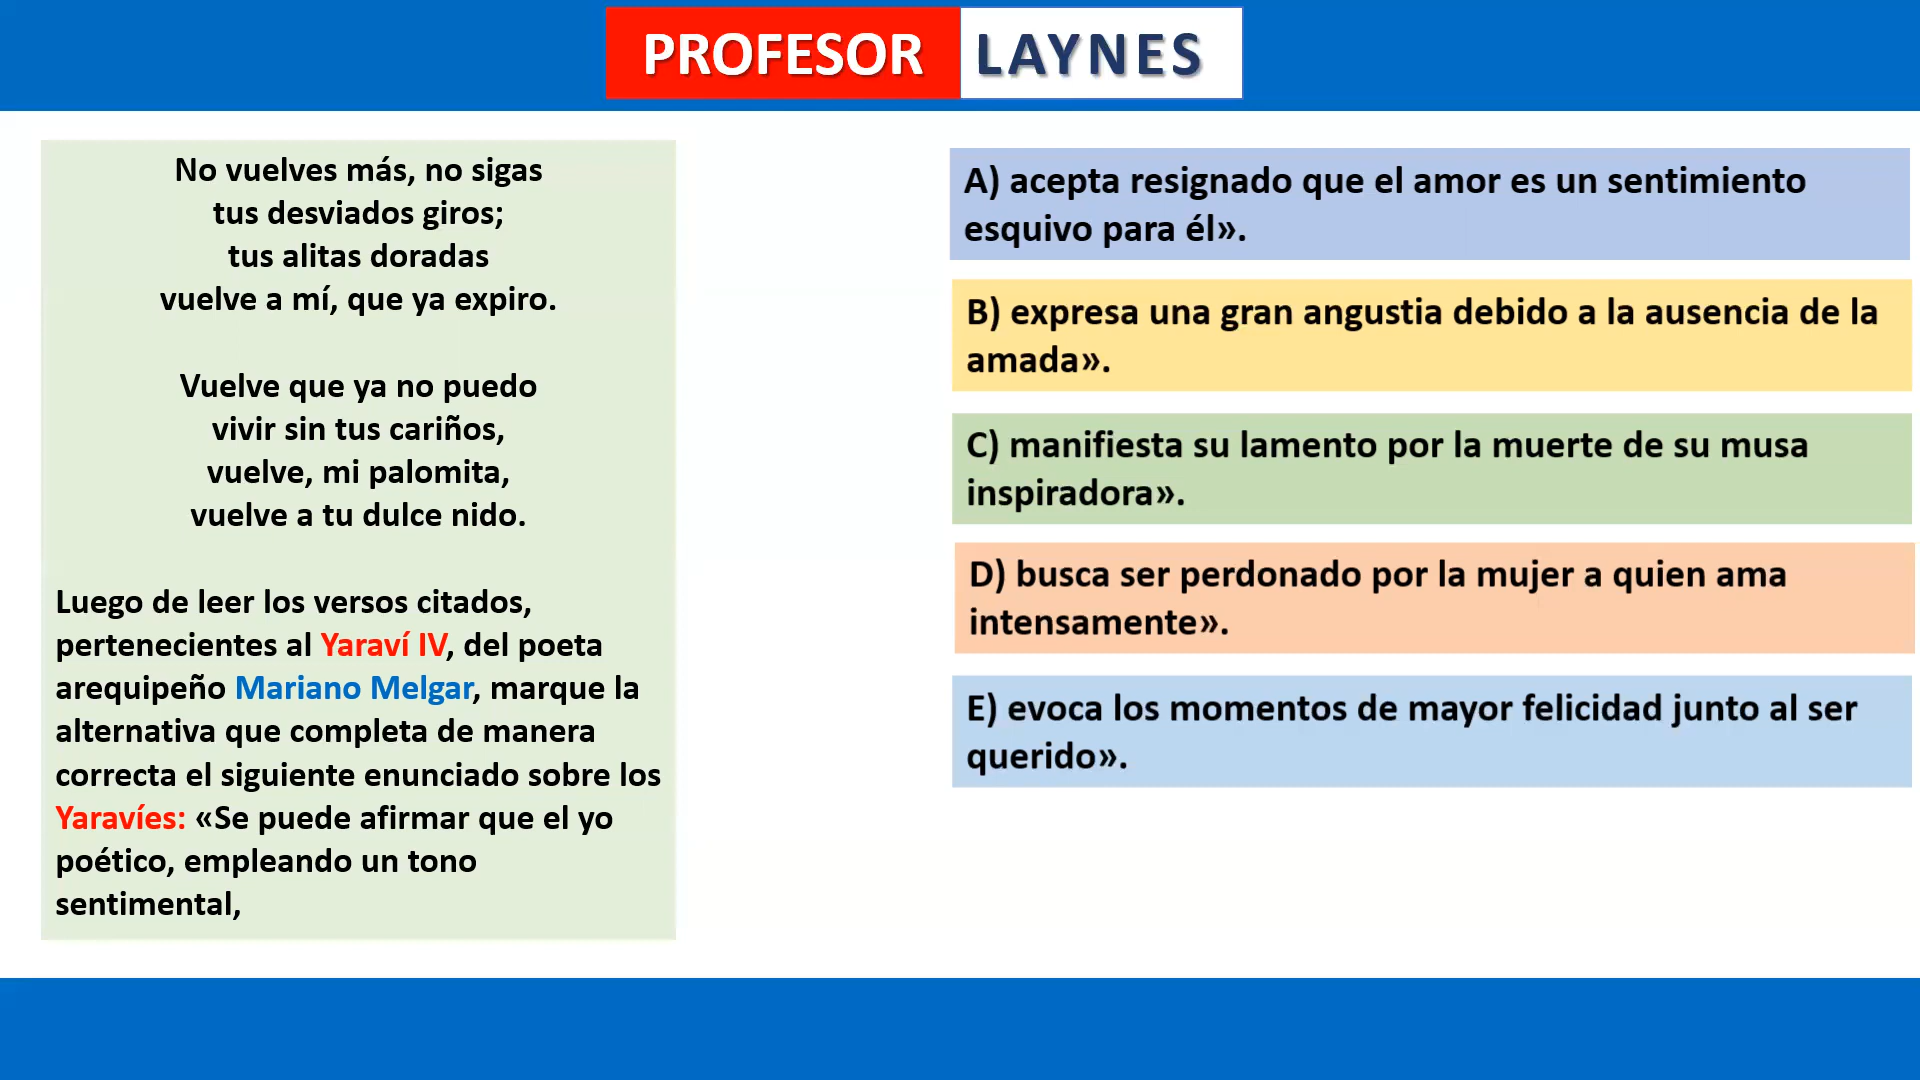 PROFESOR LAYNES
No vuelves más, no sigas
tus desviados giros;
tus alitas doradas
vuelve a mí, que ya expiro.
Vuelve que ya no puedo
vivir sin tus cariños,
vuelve, mi palomita,
vuelve a tu dulce nido.
Luego de leer los versos citados,
pertenecientes al Yaraví IV, del poeta
arequipeño Mariano Melgar, marque la
alternativa que completa de manera
correcta el siguiente enunciado sobre los
Yaravíes: «Se puede afirmar que el yo
poético, empleando un tono
sentimental,
A) acepta resignado que el amor es un sentimiento
esquivo para él».
B) expresa una gran angustia debido a la ausencia de la
amada».
C) manifiesta su lamento por la muerte de su musa
inspiradora».
D) busca ser perdonado por la mujer a quien ama
intensamente».
E) evoca los momentos de mayor felicidad junto al ser
querido».